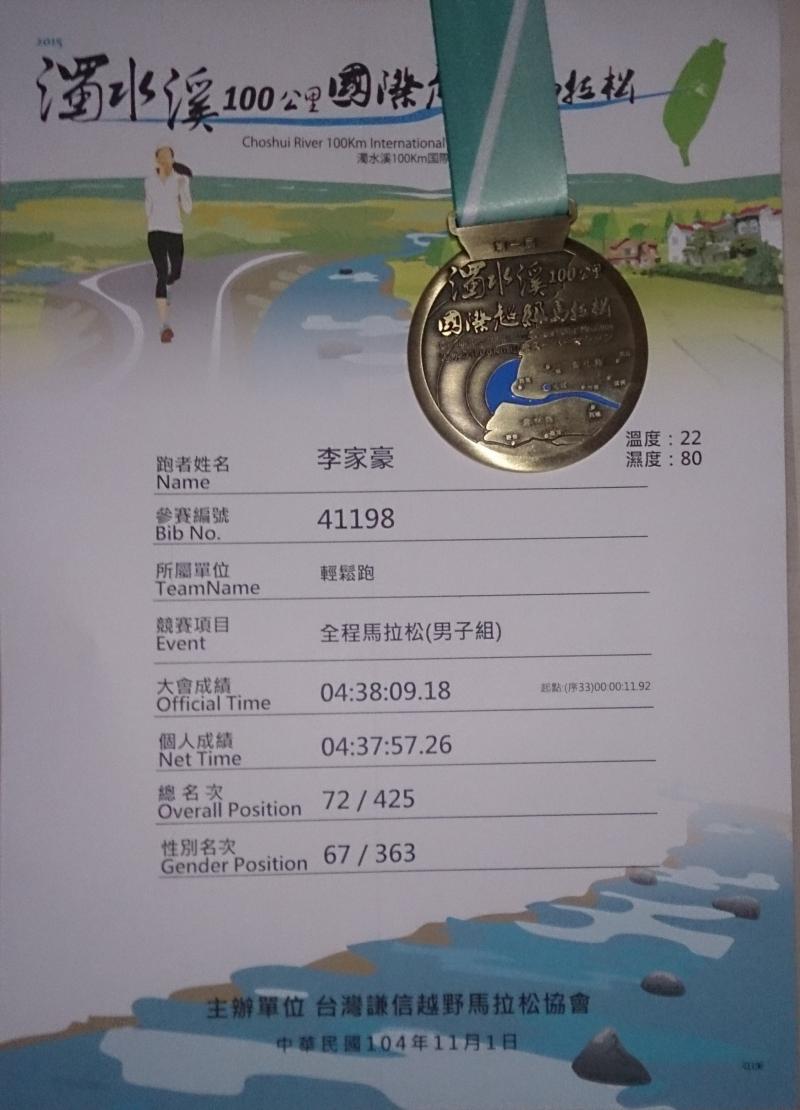 2015
濁水溪100公里國際
拉松
Choshui River 100Km International
濁水溪100Km国際
第一屆
濁水溪100公里
國際超級馬拉松
溫度：22
濕度：80
跑者姓名 李家豪
Name
參賽編號 41198
Bib No.
所屬單位 輕鬆跑
TeamName
競賽項目 全程馬拉松(男子組)
Event
大會成績 04:38:09.18 起點:(序33)00:00:11.92
Official Time
個人成績 04:37:57.26
Net Time
總名次 72 / 425
Overall Position
性別名次 67 / 363
Gender Position
主辦單位 台灣謙信越野馬拉松協會
中華民國104年11月1日